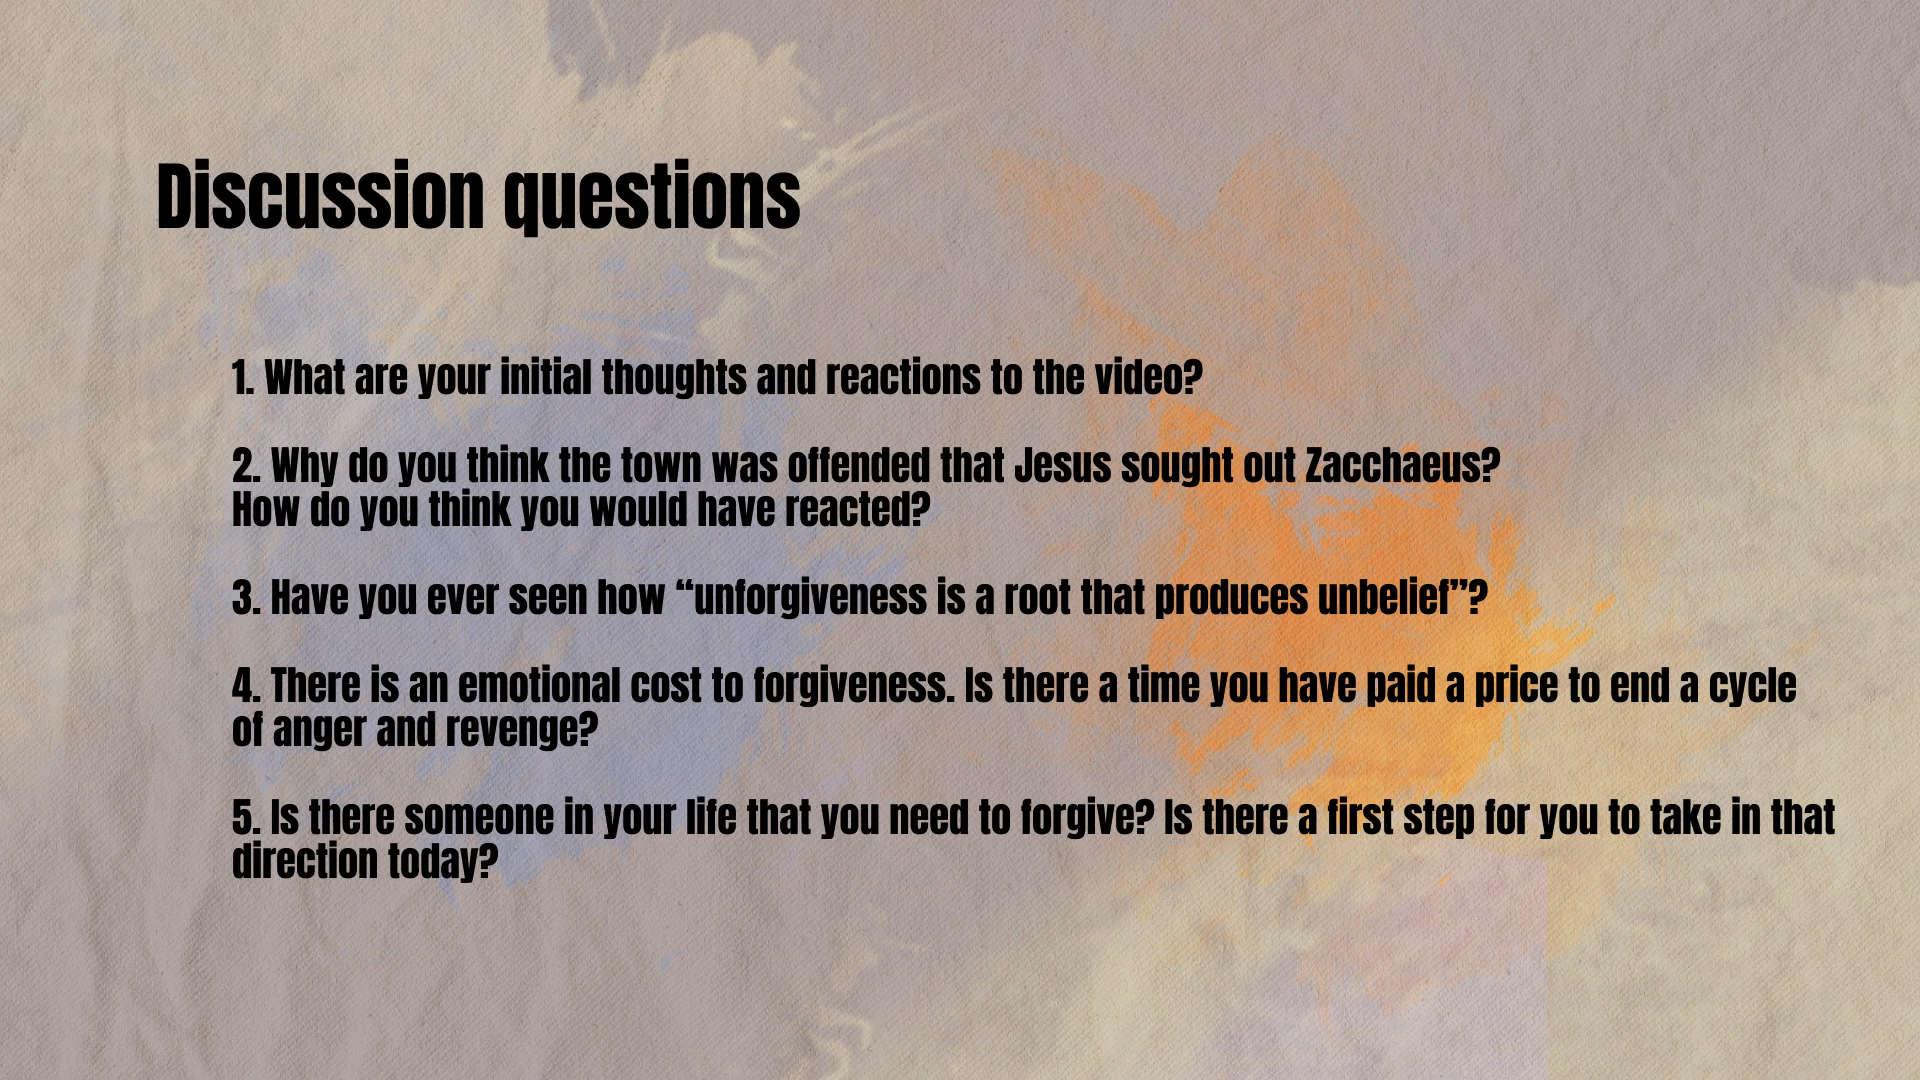 Discussion questions
1. What are your initial thoughts and reactions to the video?
2. Why do you think the town was offended that Jesus sought out Zacchaeus?
How do you think you would have reacted?
3. Have you ever seen how “unforgiveness is a root that produces unbelief”?
4. There is an emotional cost to forgiveness. Is there a time you have paid a price to end a cycle
of anger and revenge?
5. Is there someone in your life that you need to forgive? Is there a first step for you to take in that
direction today?